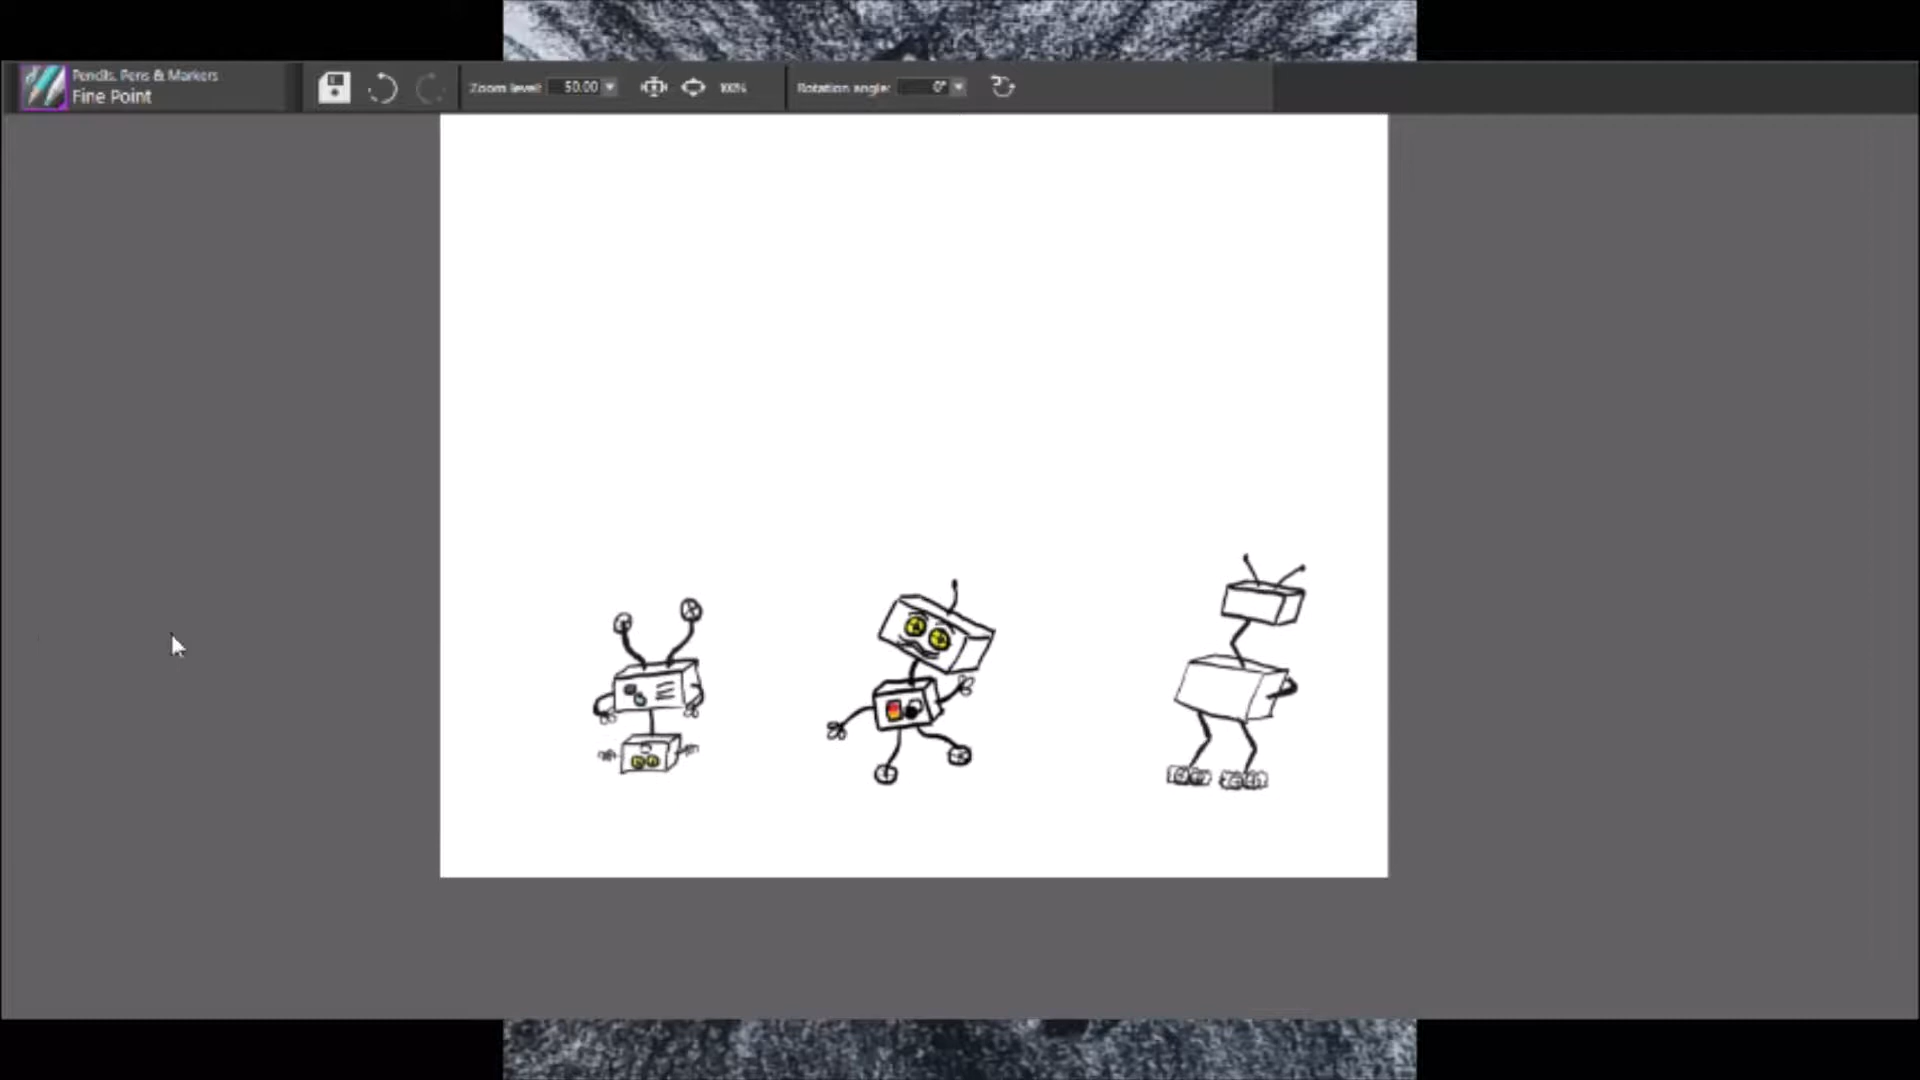 Pencils, Pens & Markers
Fine Point
Zoom level: 50.00
100%
Rotation angle: 0°